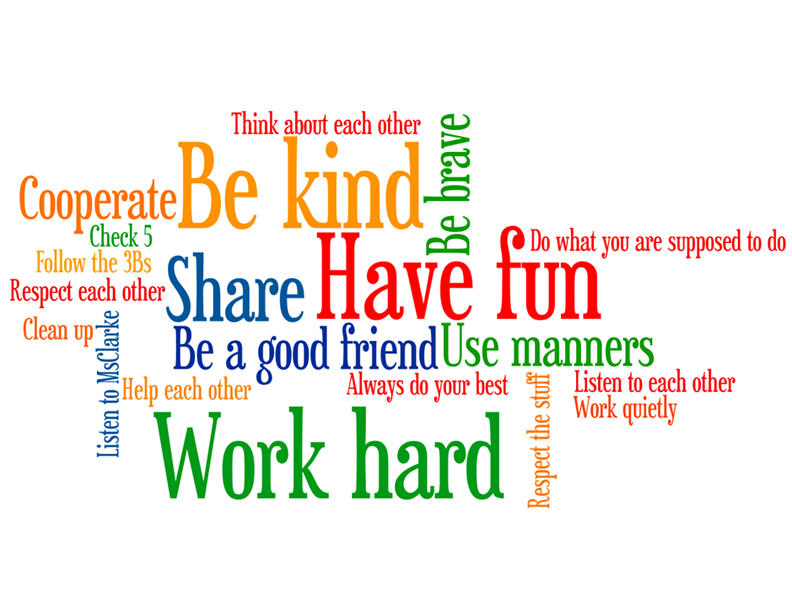 Think about each other
Be brave
Be kind
Cooperate
Check 5
Do what you are supposed to do
Follow the 3Bs
Have fun
Share
Respect each other
Clean up
Listen to MsClarke
Be a good friend
Use manners
Help each other
Always do your best
Listen to each other
Respect the stuff
Work quietly
Work hard